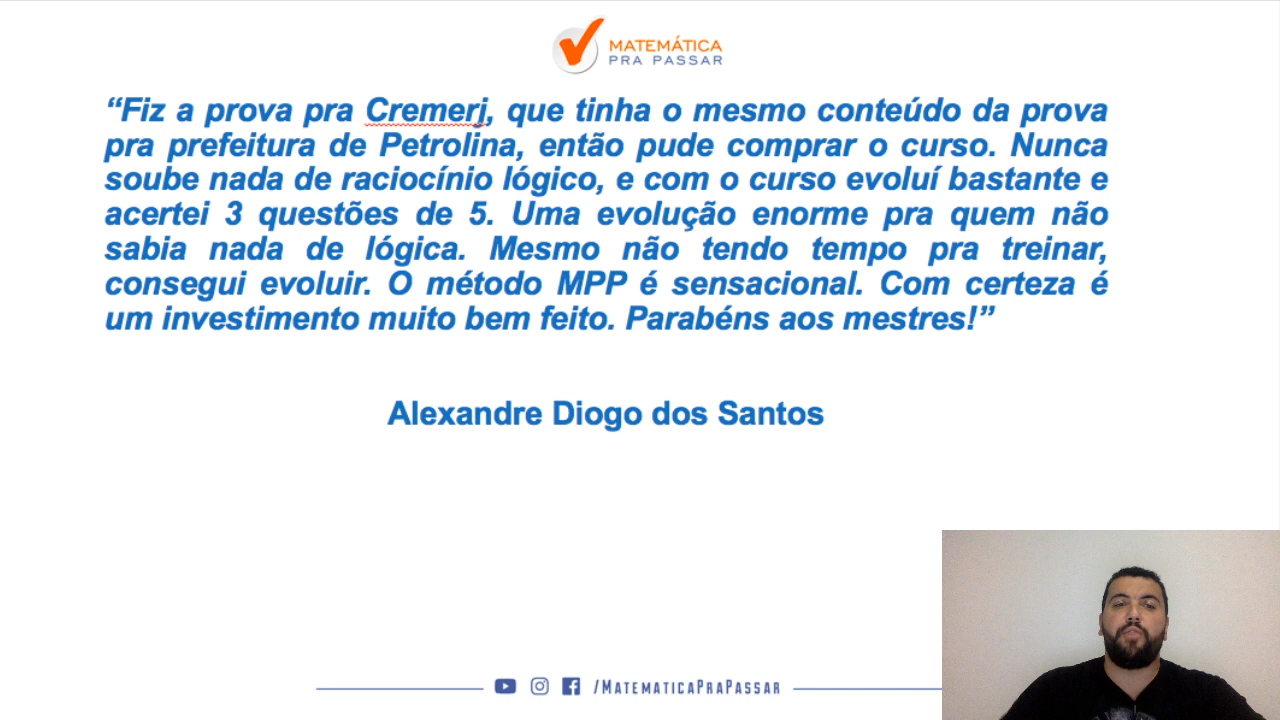 MATEMÁTICA
PRA PASSAR
“Fiz a prova pra Cremerj, que tinha o mesmo conteúdo da prova
pra prefeitura de Petrolina, então pude comprar o curso. Nunca
soube nada de raciocínio lógico, e com o curso evoluí bastante e
acertei 3 questões de 5. Uma evolução enorme pra quem não
sabia nada de lógica. Mesmo não tendo tempo pra treinar,
consegui evoluir. O método MPP é sensacional. Com certeza é
um investimento muito bem feito. Parabéns aos mestres!”
Alexandre Diogo dos Santos
/MATEMATICAPRAPASSAR